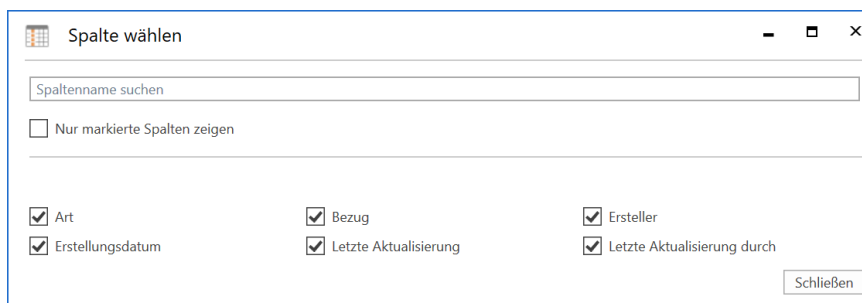 Spalte wählen
Spaltenname suchen
Nur markierte Spalten zeigen
Art Bezug Ersteller
Erstellungsdatum Letzte Aktualisierung Letzte Aktualisierung durch
Schließen